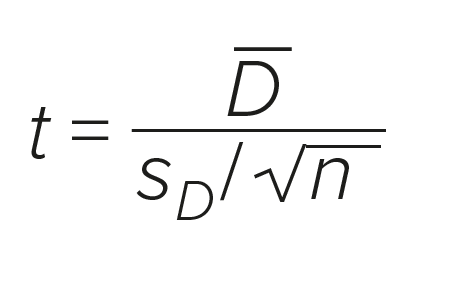 t = D̅ / (s_D/√n)